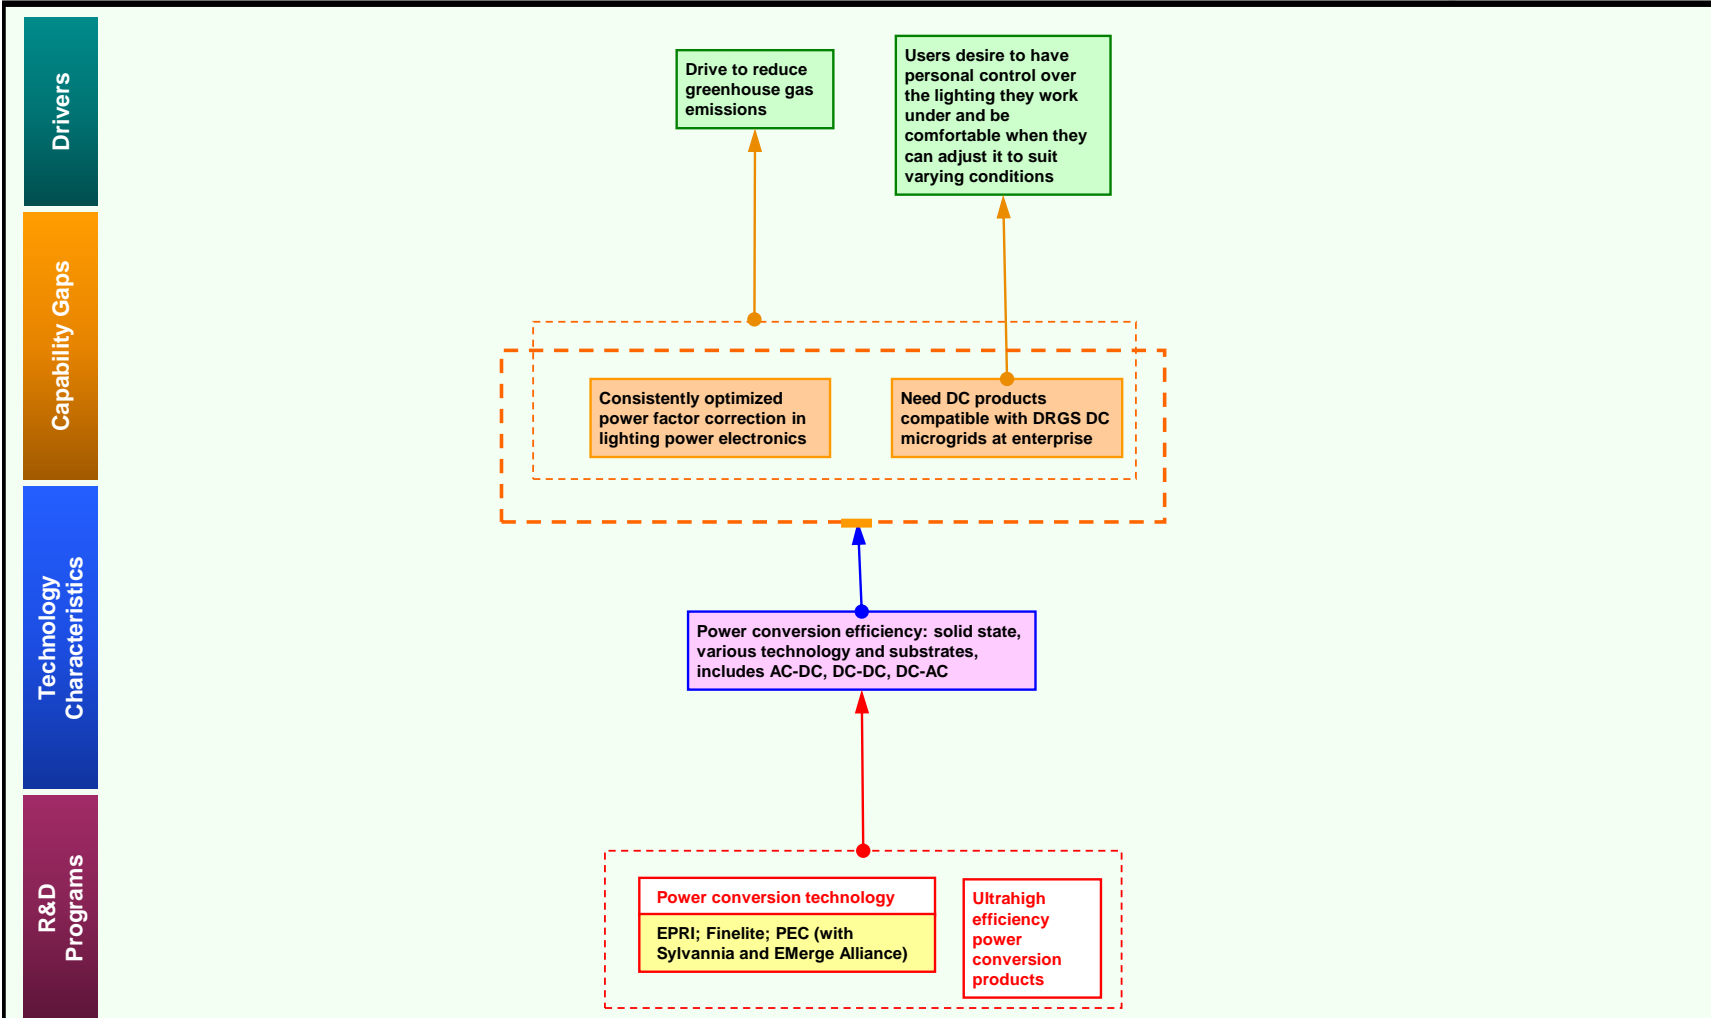 Drivers
Drive to reduce
greenhouse gas
emissions
Users desire to have
personal control over
the lighting they work
under and be
comfortable when they
can adjust it to suit
varying conditions
Capability Gaps
Consistently optimized
power factor correction in
lighting power electronics
Need DC products
compatible with DRGS DC
microgrids at enterprise
Technology
Characteristics
Power conversion efficiency: solid state,
various technology and substrates,
includes AC-DC, DC-DC, DC-AC
R&D
Programs
Power conversion technology
EPRI; Finelite; PEC (with
Sylvannia and EMerge Alliance)
Ultrahigh
efficiency
power
conversion
products